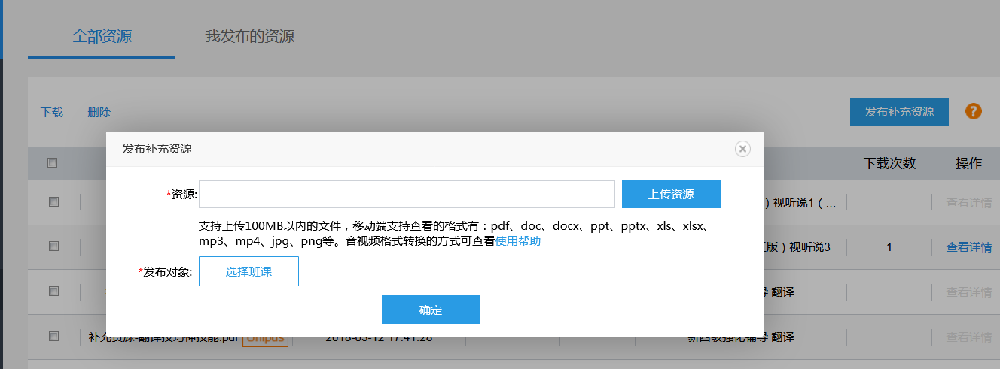 全部资源 我发布的资源
下载 删除 发布补充资源 ?
发布补充资源
下载次数 操作
*资源: 上传资源
）视听说1（... 查看详情
支持上传100MB以内的文件，移动端支持查看的格式有：pdf、doc、docx、ppt、pptx、xls、xlsx、
mp3、mp4、jpg、png等。音视频格式转换的方式可查看使用帮助
版）视听说3 1 查看详情
*发布对象: 选择班课
翻译 查看详情
确定
补充资源-翻译技巧神技能.pdf Unipus 2018-03-12 17:41:28 新四级强化辅导 翻译 查看详情